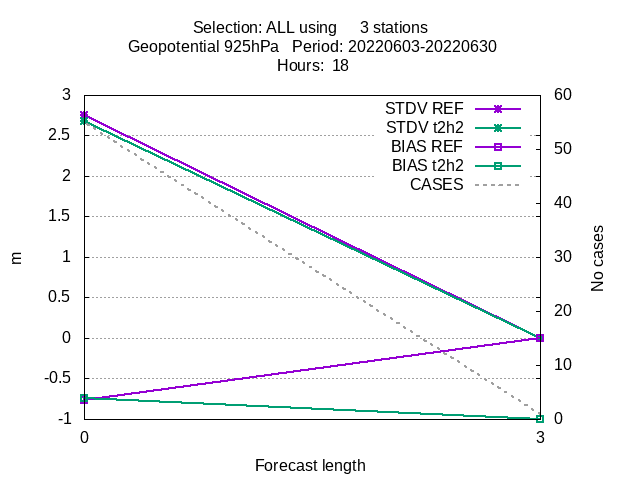 Selection: ALL using 3 stations
Geopotential 925hPa Period: 20220603-20220630
Hours: 18
3
2.5
2
1.5
1
0.5
0
-0.5
-1
m
60
50
40
30
20
10
0
No cases
STDV REF
STDV t2h2
BIAS REF
BIAS t2h2
CASES
0 3
Forecast length